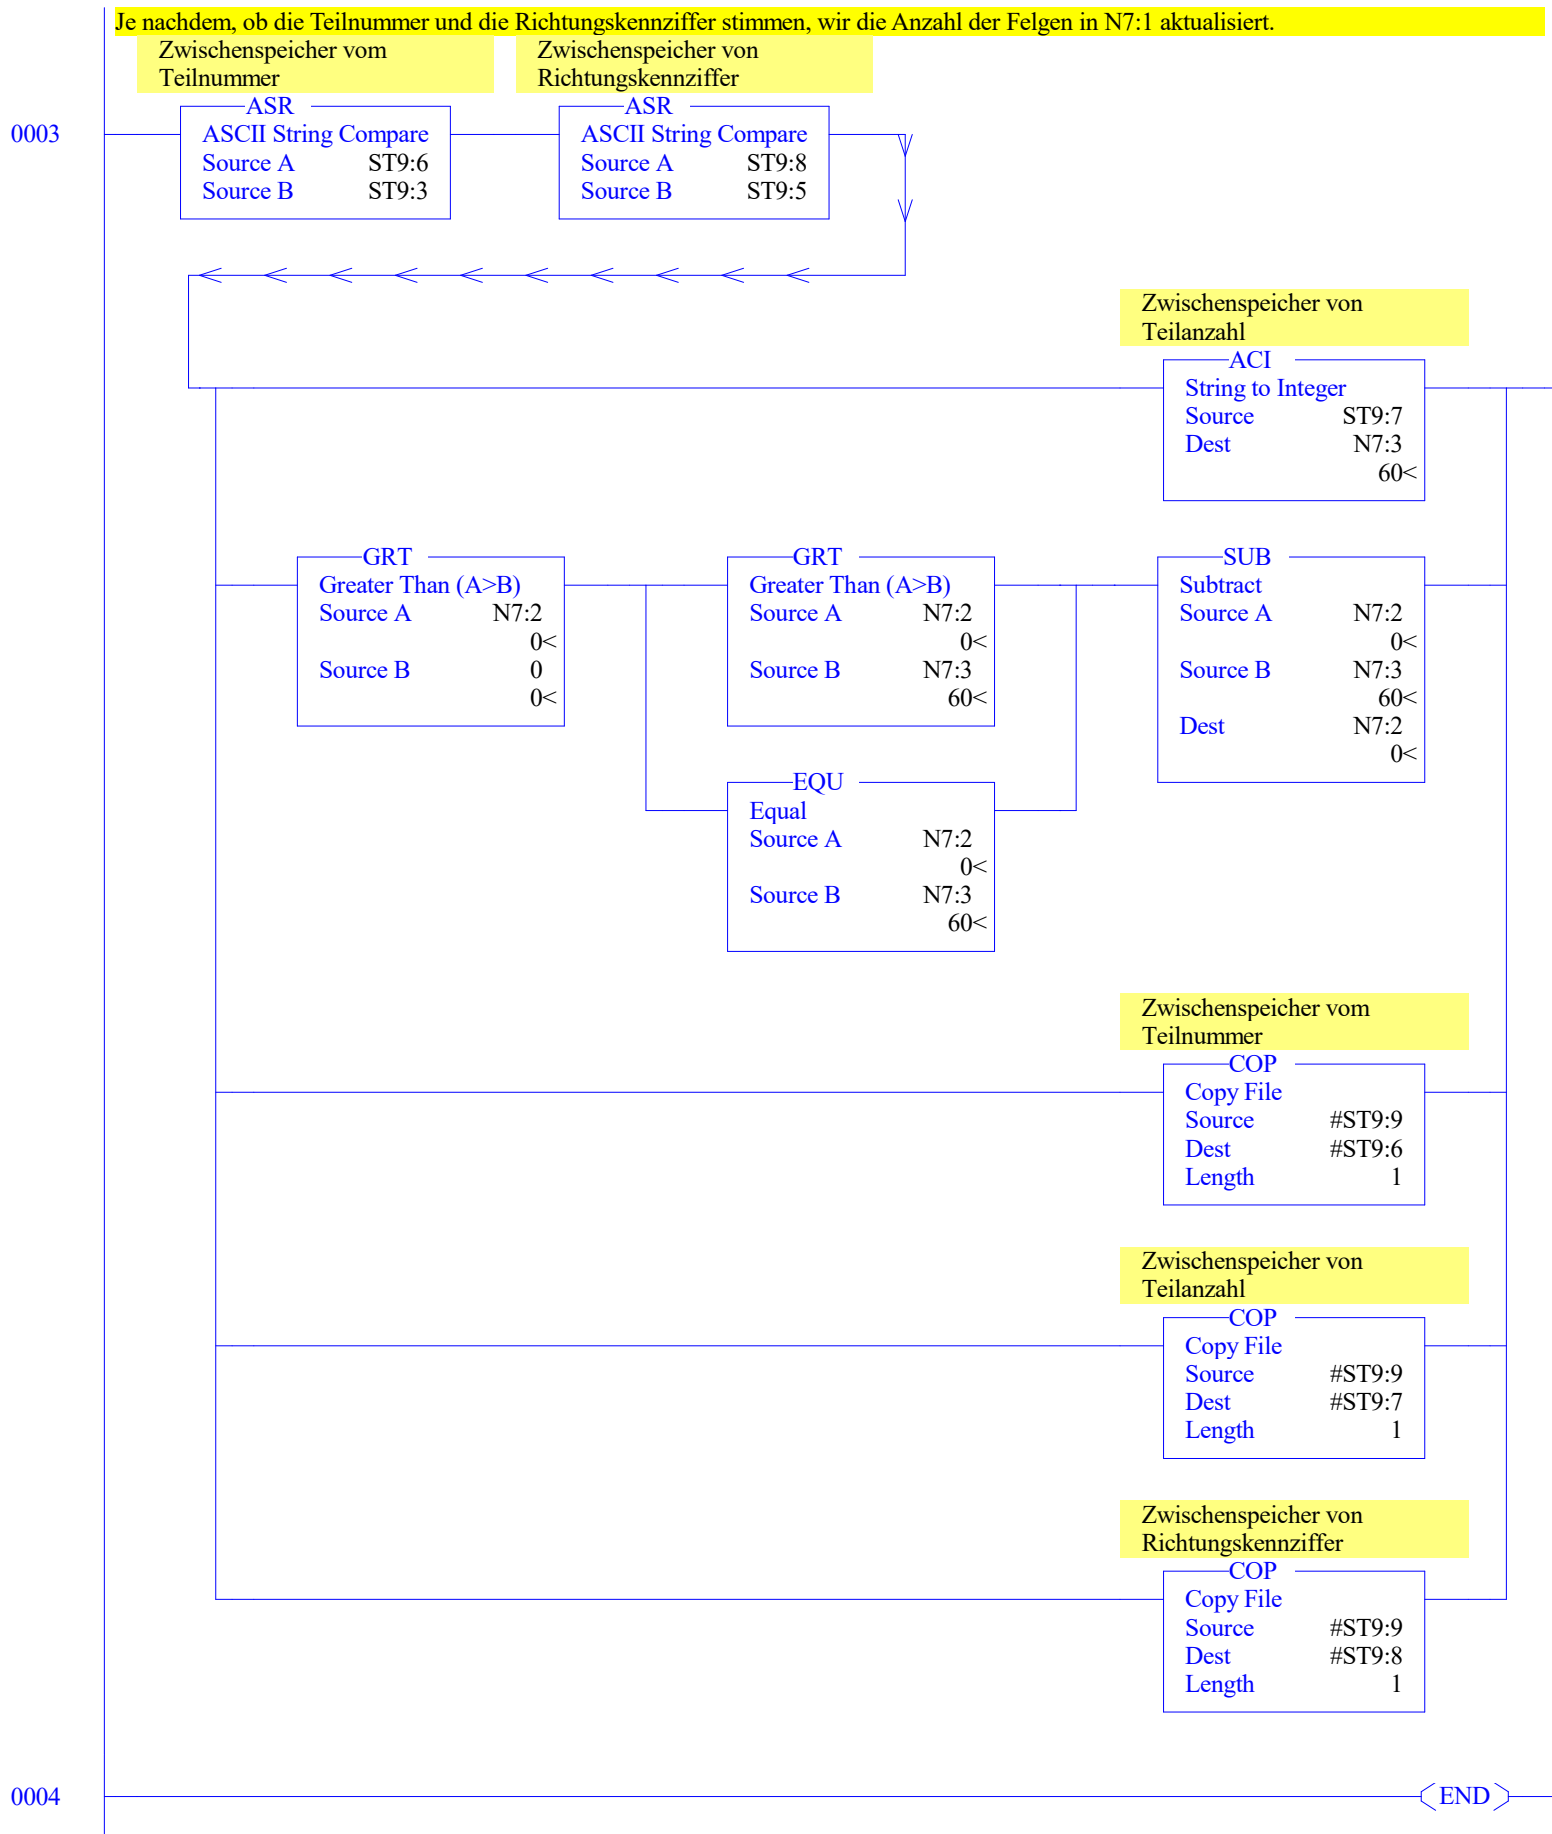 Je nachdem, ob die Teilnummer und die Richtungskennziffer stimmen, wir die Anzahl der Felgen in N7:1 aktualisiert.
Zwischenspeicher vom
Teilnummer
Zwischenspeicher von
Richtungskennziffer
0003
ASR
ASCII String Compare
Source A ST9:6
Source B ST9:3
ASR
ASCII String Compare
Source A ST9:8
Source B ST9:5
Zwischenspeicher von
Teilanzahl
ACI
String to Integer
Source ST9:7
Dest N7:3
60<
GRT
Greater Than (A>B)
Source A N7:2
0<
Source B 0
0<
GRT
Greater Than (A>B)
Source A N7:2
0<
Source B N7:3
60<
SUB
Subtract
Source A N7:2
0<
Source B N7:3
60<
Dest N7:2
0<
EQU
Equal
Source A N7:2
0<
Source B N7:3
60<
Zwischenspeicher vom
Teilnummer
COP
Copy File
Source #ST9:9
Dest #ST9:6
Length 1
Zwischenspeicher von
Teilanzahl
COP
Copy File
Source #ST9:9
Dest #ST9:7
Length 1
Zwischenspeicher von
Richtungskennziffer
COP
Copy File
Source #ST9:9
Dest #ST9:8
Length 1
0004
END